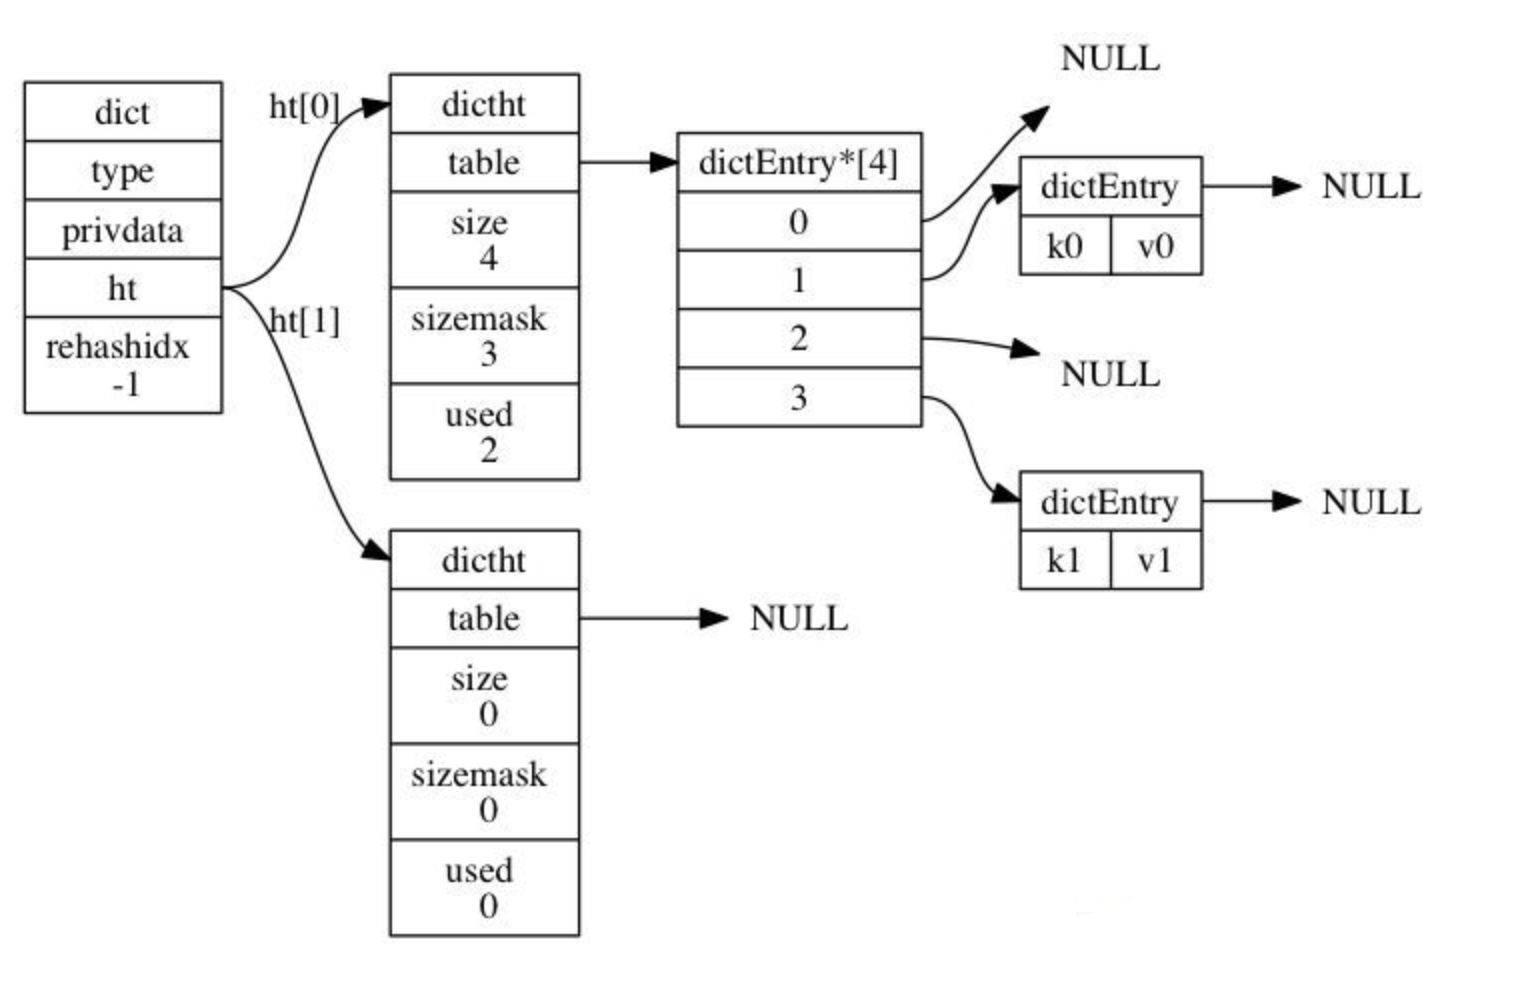 dict
type
privdata
ht
rehashidx
-1
ht[0]
ht[1]
dictht
table
size
4
sizemask
3
used
2
dictht
table
size
0
sizemask
0
used
0
NULL
dictEntry*[4]
0
1
2
3
NULL
dictEntry
k0 v0
NULL
NULL
dictEntry
k1 v1
NULL